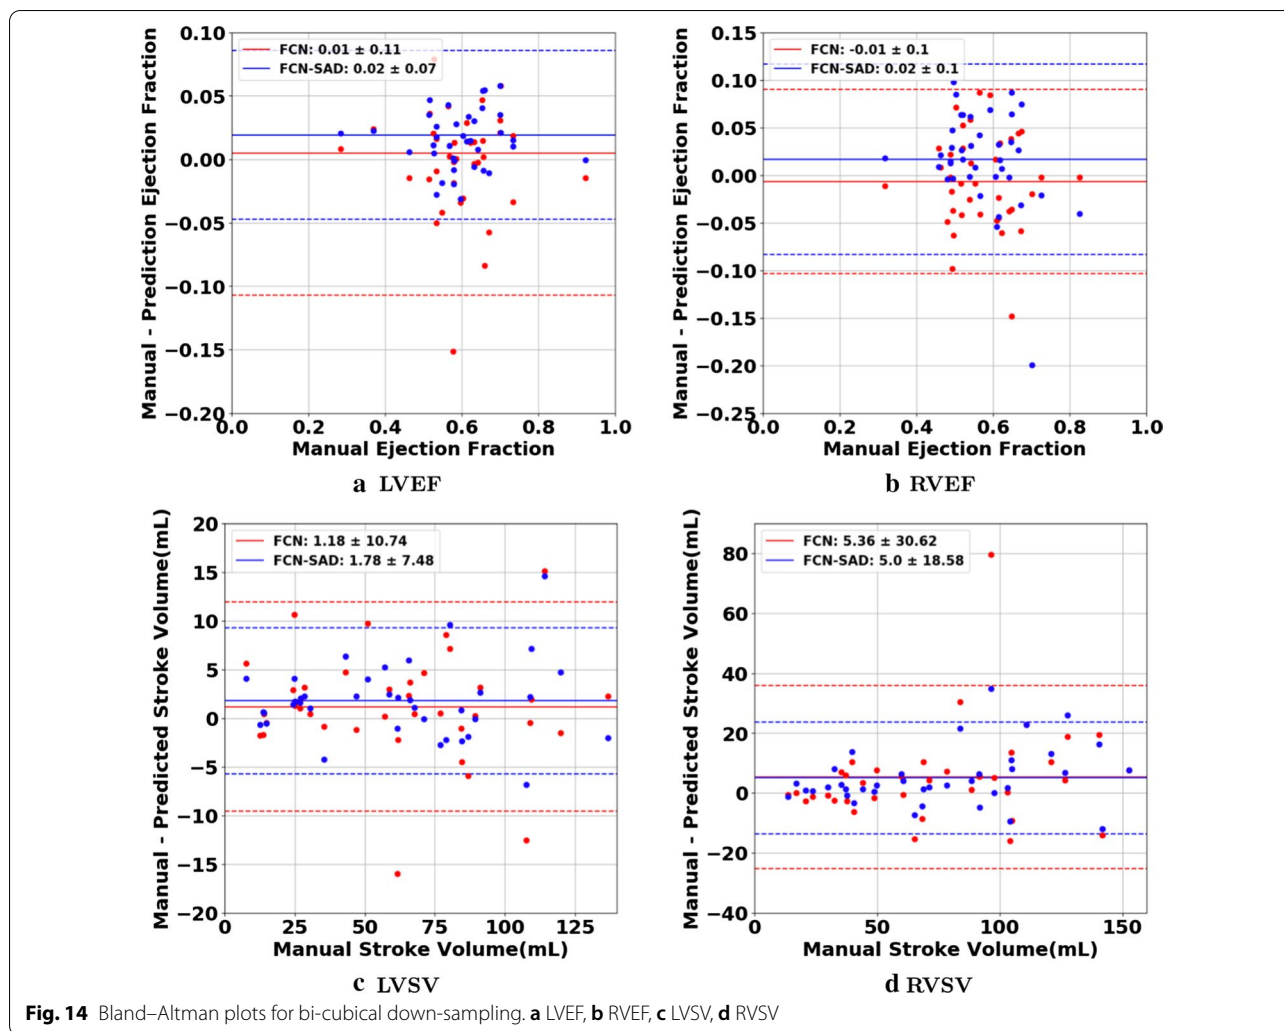 0.10
0.05
0.00
−0.05
−0.10
−0.15
−0.20
Manual - Prediction Ejection Fraction
FCN: 0.01 ± 0.11
FCN-SAD: 0.02 ± 0.07
0.0 0.2 0.4 0.6 0.8 1.0
Manual Ejection Fraction
a LVEF
0.15
0.10
0.05
0.00
−0.05
−0.10
−0.15
−0.20
−0.25
Manual - Prediction Ejection Fraction
FCN: -0.01 ± 0.1
FCN-SAD: 0.02 ± 0.1
0.0 0.2 0.4 0.6 0.8 1.0
Manual Ejection Fraction
b RVEF
20
15
10
5
0
−5
−10
−15
−20
Manual - Predicted Stroke Volume(mL)
FCN: 1.18 ± 10.74
FCN-SAD: 1.78 ± 7.48
0 25 50 75 100 125
Manual Stroke Volume(mL)
c LVSV
80
60
40
20
0
−20
−40
Manual - Predicted Stroke Volume(mL)
FCN: 5.36 ± 30.62
FCN-SAD: 5.0 ± 18.58
0 50 100 150
Manual Stroke Volume(mL)
d RVSV
Fig. 14 Bland–Altman plots for bi-cubical down-sampling. a LVEF, b RVEF, c LVSV, d RVSV